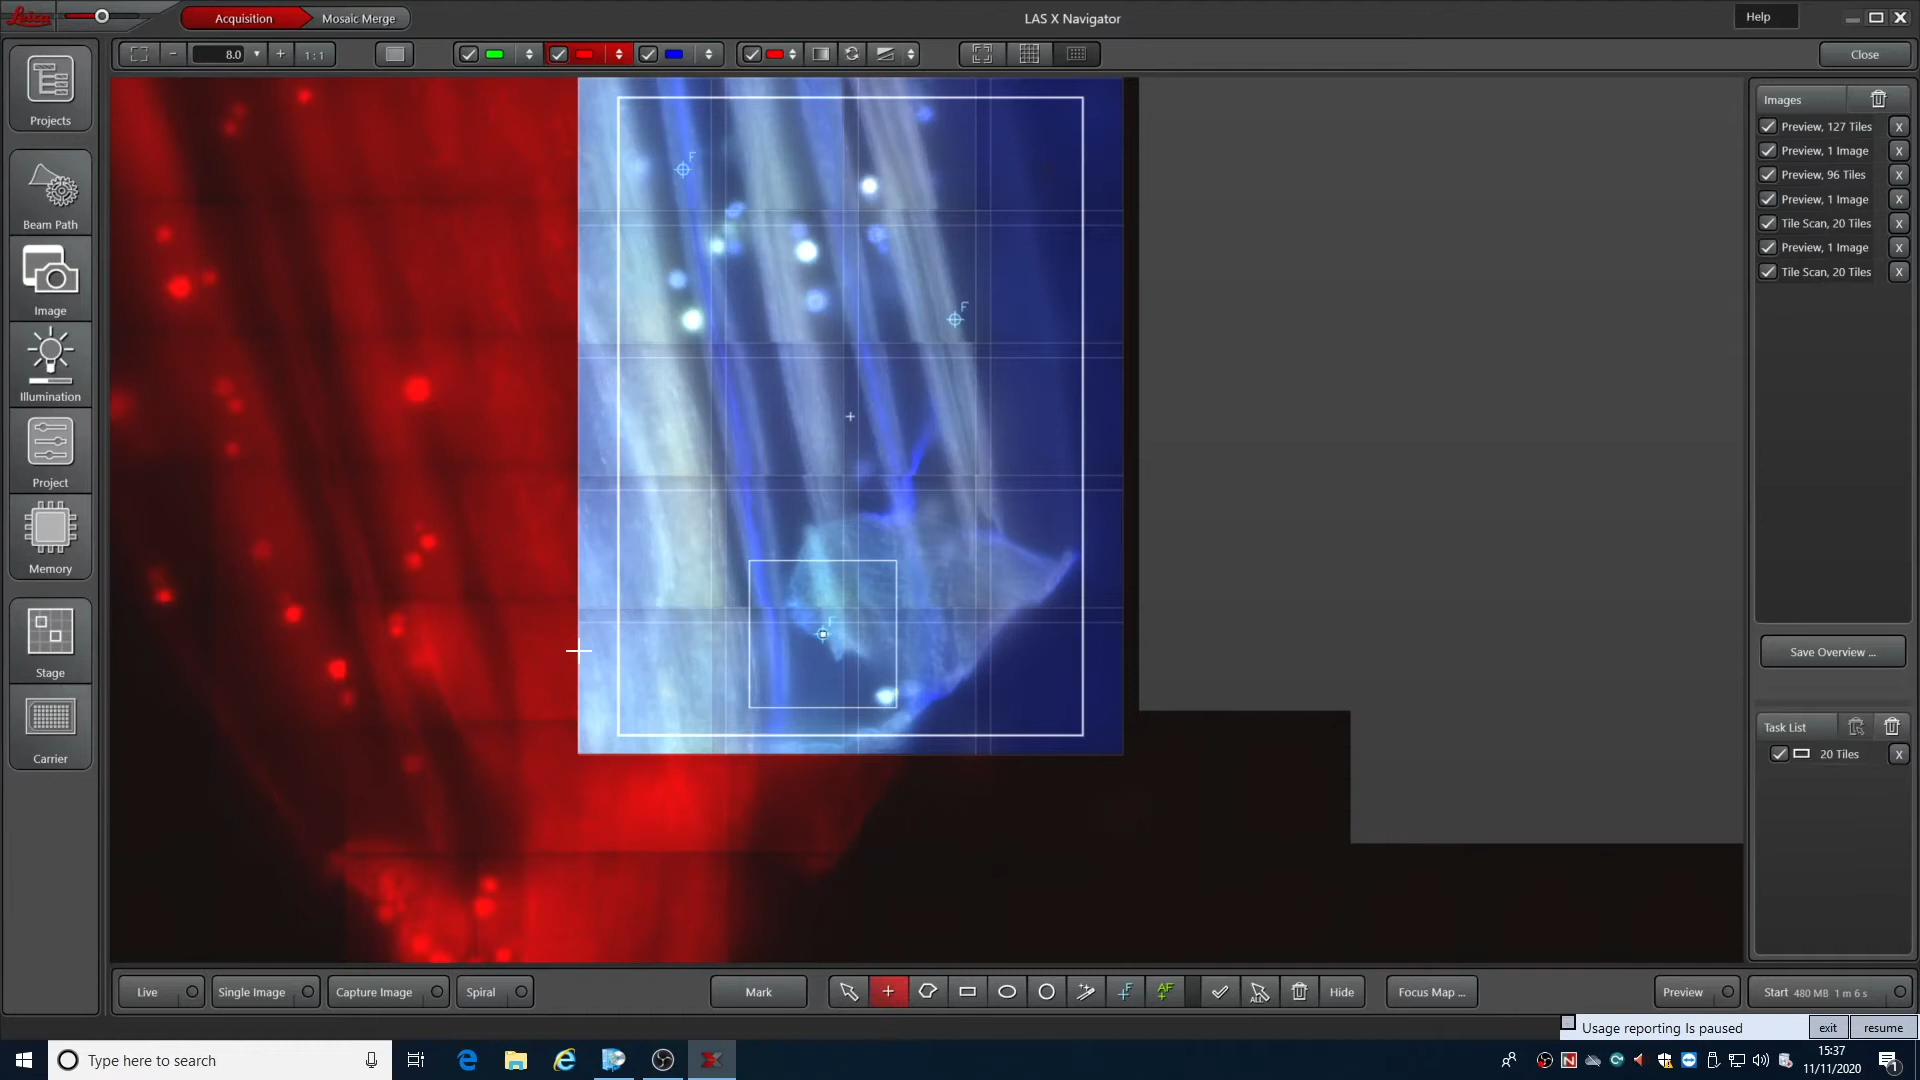 Leica
Acquisition
Mosaic Merge
LAS X Navigator
Help
8.0
1:1
Close
Projects
Beam Path
Image
Illumination
Project
Memory
Stage
Carrier
F
F
F
Images
Preview, 127 Tiles X
Preview, 1 Image X
Preview, 96 Tiles X
Preview, 1 Image X
Tile Scan, 20 Tiles X
Preview, 1 Image X
Tile Scan, 20 Tiles X
Save Overview ...
Task List
20 Tiles X
Live
Single Image
Capture Image
Spiral
Mark
F
AF
ALL
Hide
Focus Map ...
Preview
Start 480 MB 1 m 6 s
Usage reporting Is paused
exit
resume
Type here to search
15:37
11/11/2020
1